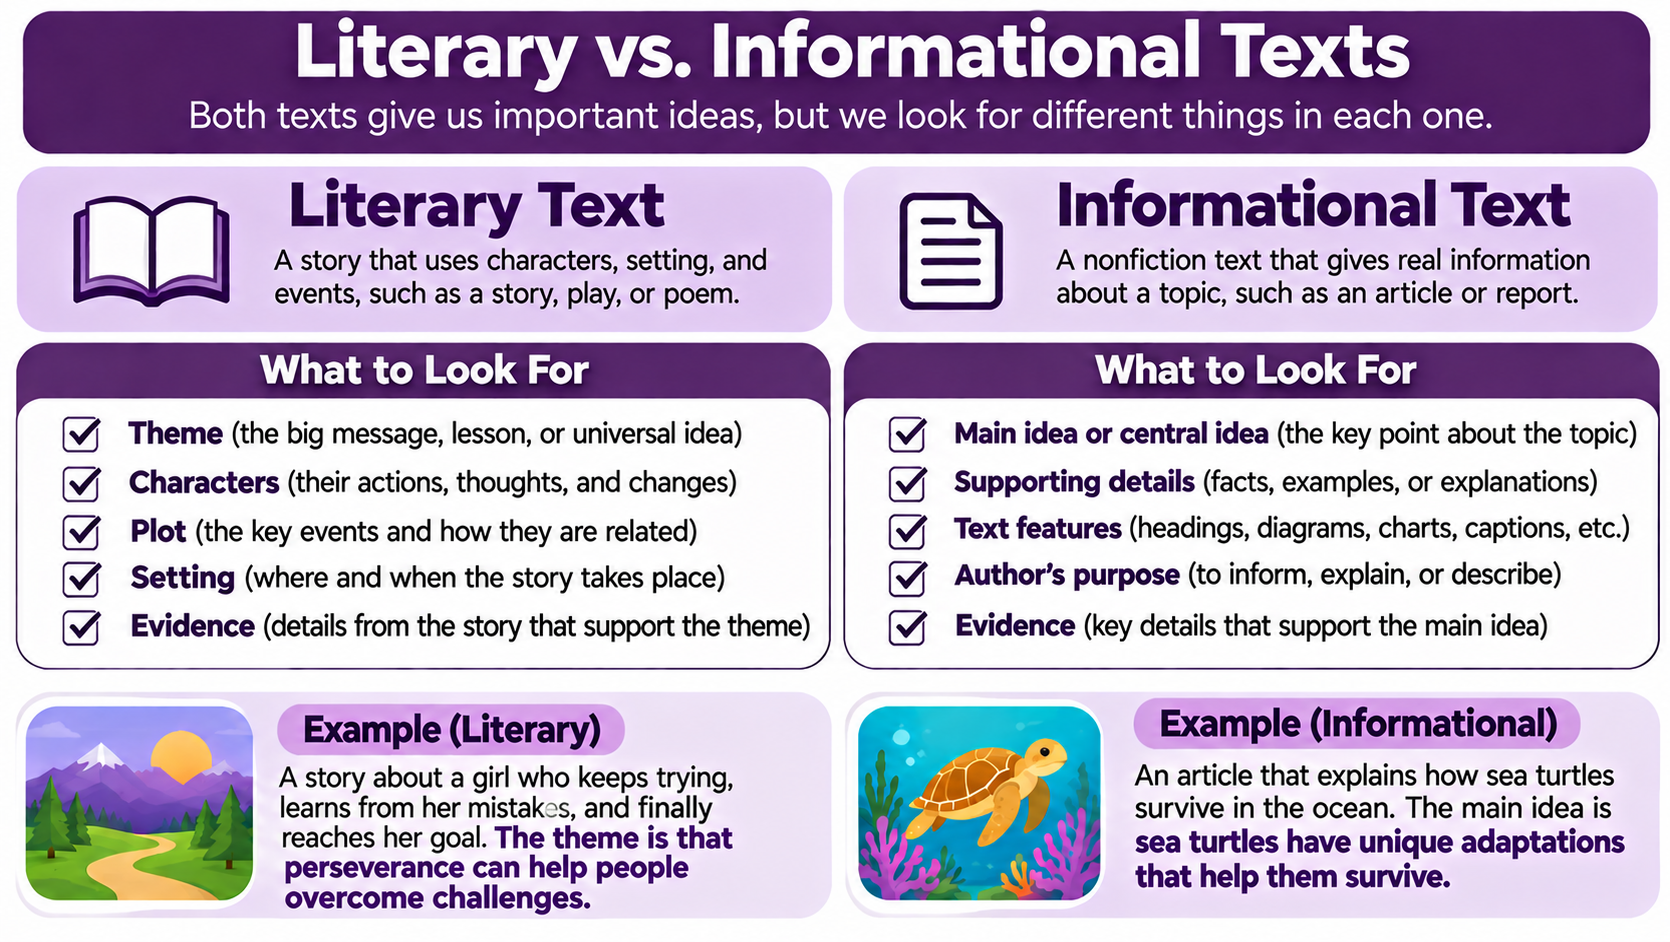 Literary vs. Informational Texts
Both texts give us important ideas, but we look for different things in each one.
Literary Text
A story that uses characters, setting, and
events, such as a story, play, or poem.
What to Look For
Theme (the big message, lesson, or universal idea)
Characters (their actions, thoughts, and changes)
Plot (the key events and how they are related)
Setting (where and when the story takes place)
Evidence (details from the story that support the theme)
Example (Literary)
A story about a girl who keeps trying,
learns from her mistakes, and finally
reaches her goal. The theme is that
perseverance can help people
overcome challenges.
Informational Text
A nonfiction text that gives real information
about a topic, such as an article or report.
What to Look For
Main idea or central idea (the key point about the topic)
Supporting details (facts, examples, or explanations)
Text features (headings, diagrams, charts, captions, etc.)
Author's purpose (to inform, explain, or describe)
Evidence (key details that support the main idea)
Example (Informational)
An article that explains how sea turtles
survive in the ocean. The main idea is
sea turtles have unique adaptations
that help them survive.